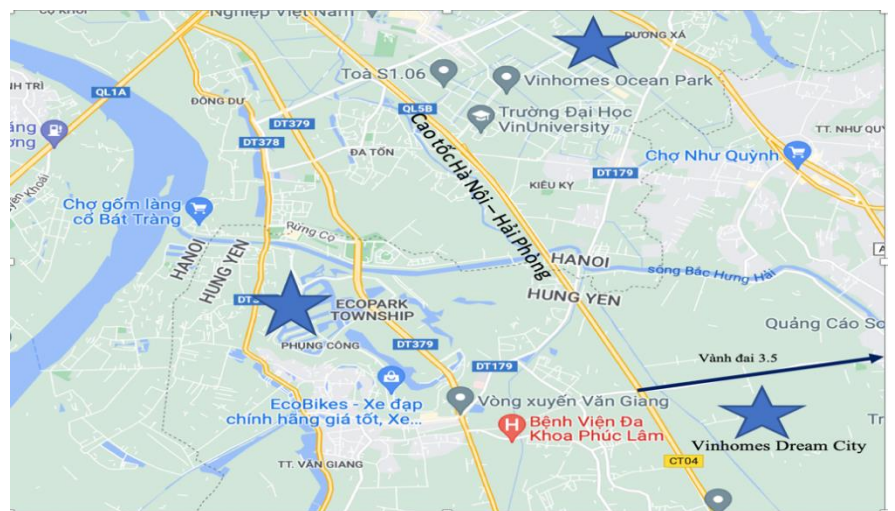 Nghiệp Việt Nam
DƯƠNG XÁ
Toà S1.06
Vinhomes Ocean Park
QL1A
ĐÔNG DƯ
QL5B
Trường Đại Học
VinUniversity
DT379
DT378
TT. NHƯ QUỲ
ĐA TỐN
Chợ Như Quỳnh
Cao tốc Hà Nội – Hải Phòng
DT179
KIÊU KỴ
Chợ gốm làng
cổ Bát Tràng
Rừng Cọ
HANOI
HUNG YEN
HANOI
HUNG YEN
sông Bắc Hưng Hải
ECOPARK
TOWNSHIP
Quảng Cáo
PHỤNG CÔNG
DT379
Vành đai 3.5
DT179
EcoBikes - Xe đạp
chính hãng giá tốt, Xe...
Vòng xuyến Văn Giang
Bệnh Viện Đa
Khoa Phúc Lâm
Vinhomes Dream City
TT. VĂN GIANG
CT04